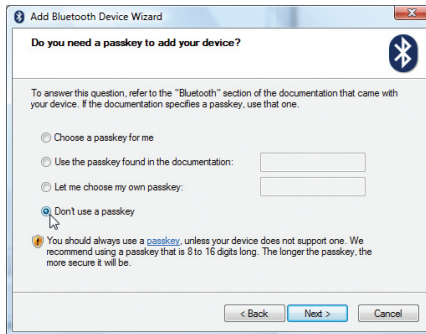 Add Bluetooth Device Wizard
Do you need a passkey to add your device?
To answer this question, refer to the "Bluetooth" section of the documentation that came with
your device. If the documentation specifies a passkey, use that one.
Choose a passkey for me
Use the passkey found in the documentation:
Let me choose my own passkey:
Don't use a passkey
You should always use a passkey, unless your device does not support one. We
recommend using a passkey that is 8 to 16 digits long. The longer the passkey, the
more secure it will be.
< Back Next > Cancel